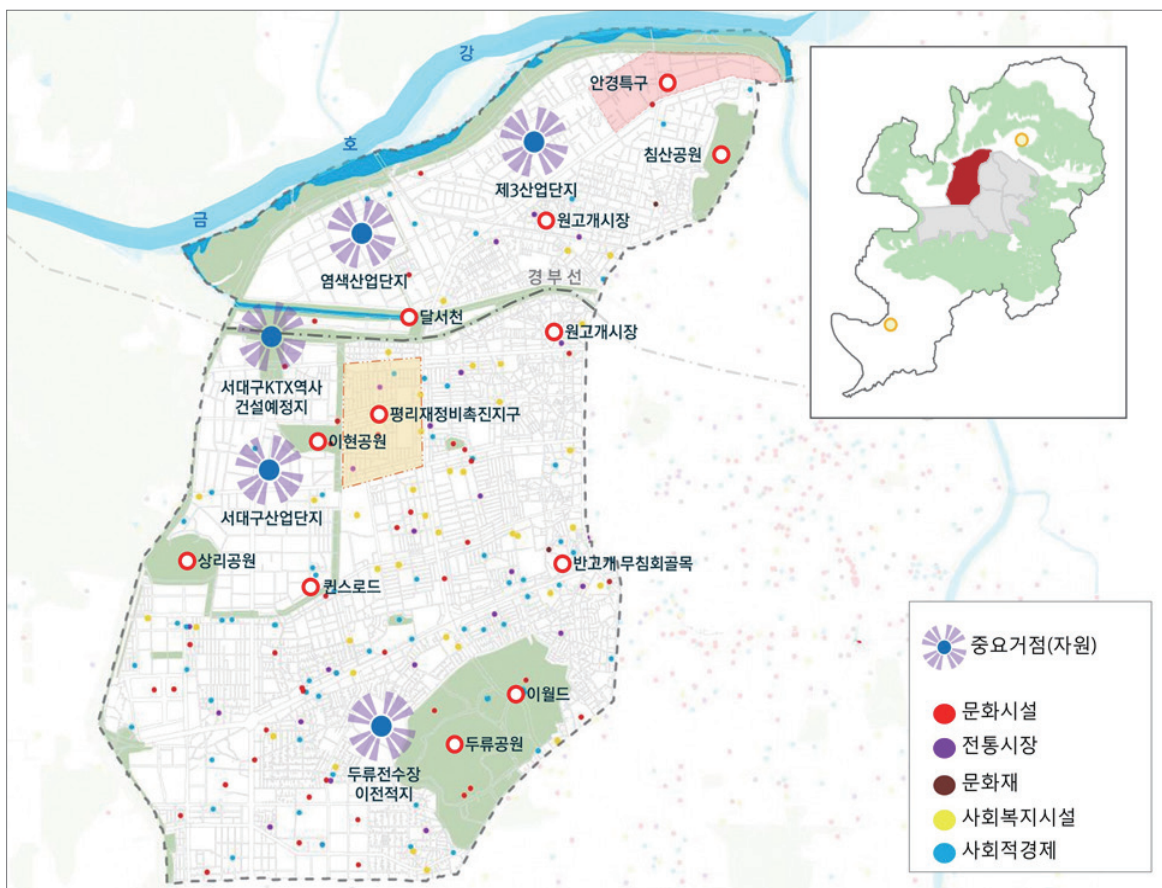 강
호
금
안경특구
침산공원
제3산업단지
원고개시장
염색산업단지
경부선
달서천
원고개시장
서대구KTX역사
건설예정지
평리재정비촉진지구
이현공원
서대구산업단지
상리공원
퀸스로드
반고개 무침회골목
이월드
두류공원
두류전수장
이전적지
중요거점(자원)
문화시설
전통시장
문화재
사회복지시설
사회적경제